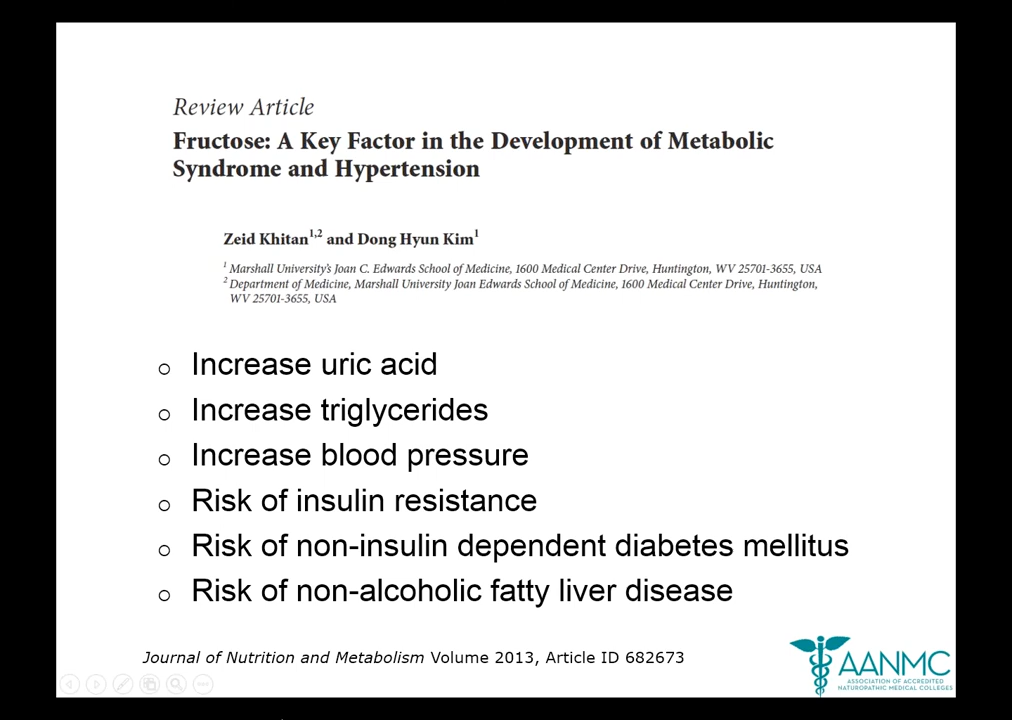 Review Article
Fructose: A Key Factor in the Development of Metabolic
Syndrome and Hypertension
Zeid Khitan1,2 and Dong Hyun Kim1
1 Marshall University's Joan C. Edwards School of Medicine, 1600 Medical Center Drive, Huntington, WV 25701-3655, USA
2 Department of Medicine, Marshall University Joan Edwards School of Medicine, 1600 Medical Center Drive, Huntington,
WV 25701-3655, USA
Increase uric acid
Increase triglycerides
Increase blood pressure
Risk of insulin resistance
Risk of non-insulin dependent diabetes mellitus
Risk of non-alcoholic fatty liver disease
Journal of Nutrition and Metabolism Volume 2013, Article ID 682673
AANMC
ASSOCIATION OF ACCREDITED
NATUROPATHIC MEDICAL COLLEGES